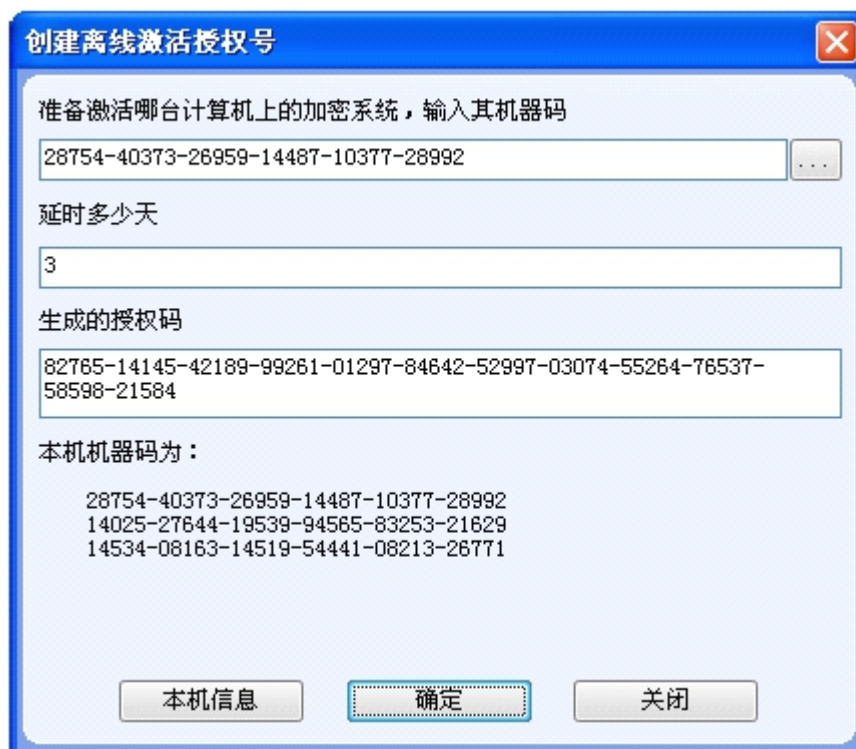 创建离线激活授权号
准备激活哪台计算机上的加密系统，输入其机器码
28754-40373-26959-14487-10377-28992
...
延时多少天
3
生成的授权码
82765-14145-42189-99261-01297-84642-52997-03074-55264-76537-
58598-21584
本机机器码为：
28754-40373-26959-14487-10377-28992
14025-27644-19539-94565-83253-21629
14534-08163-14519-54441-08213-26771
本机信息 确定 关闭